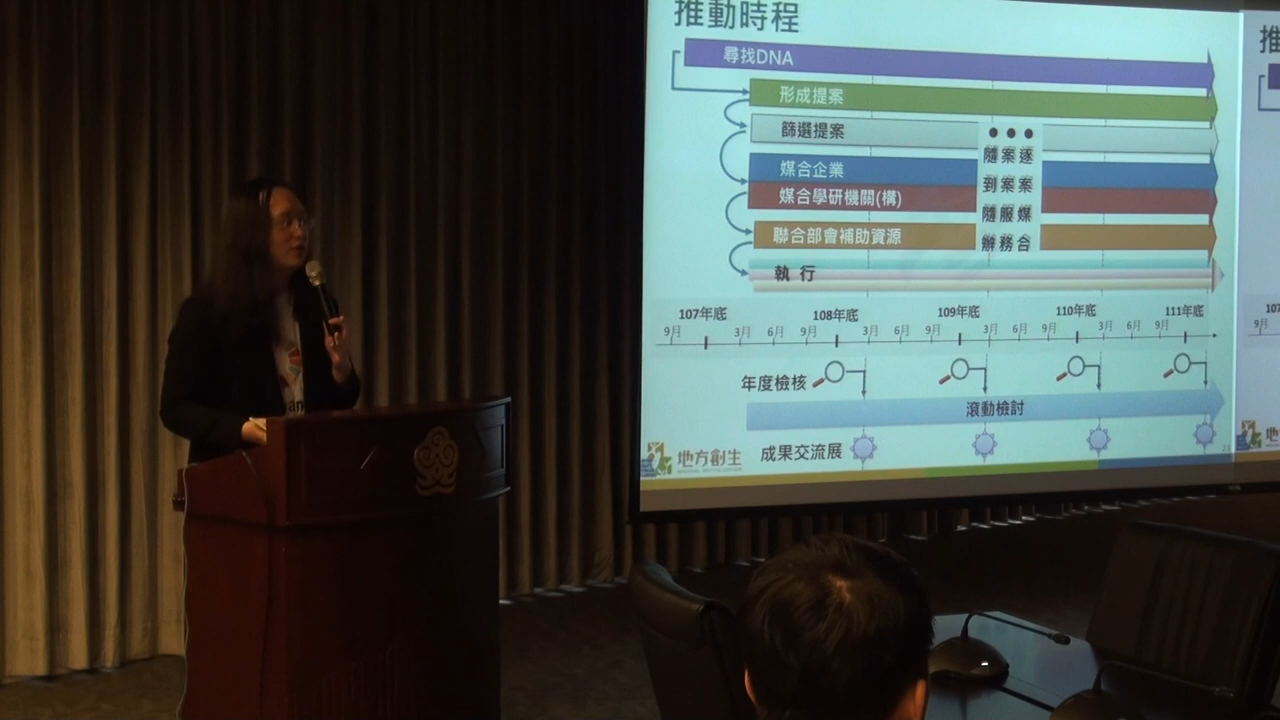 推動時程
尋找DNA
形成提案
篩選提案
媒合企業
媒合學研機關(構)
聯合部會補助資源
執行
●●●
隨案逐
到案案
隨服媒
辦務合
107年底 108年底 109年底 110年底 111年底
9月 3月 6月 9月 3月 6月 9月 3月 6月 9月 3月 6月 9月
年度檢核
滾動檢討
成果交流展
地方創生
推
107
9月
地